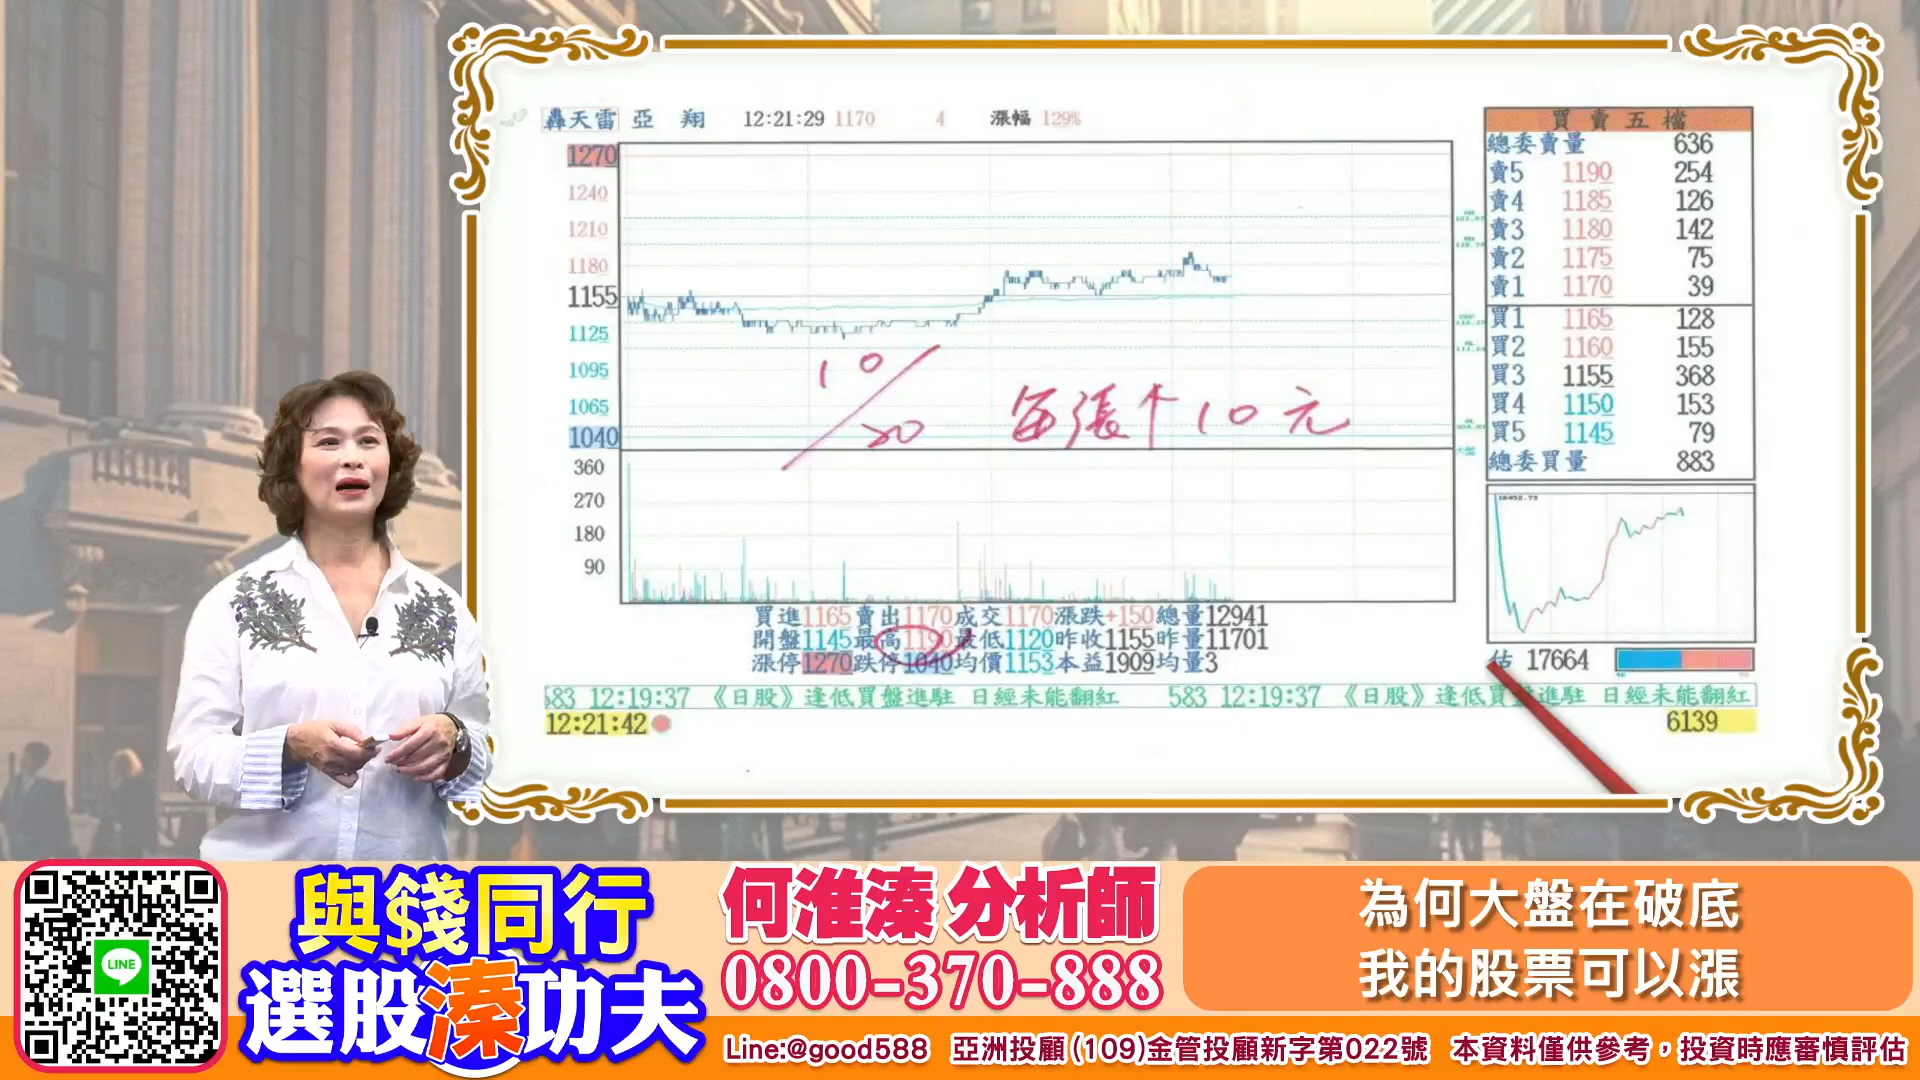 轟天雷 亞 翔 12:21:29 1170 4 漲幅 129%
1270
1240
1210
1180
1155
1125
1095
1065
1040
360
270
180
90
10/20 每張↑10元
買賣五檔
總委賣量 636
賣5 1190 254
賣4 1185 126
賣3 1180 142
賣2 1175 75
賣1 1170 39
買1 1165 128
買2 1160 155
買3 1155 368
買4 1150 153
買5 1145 79
總委買量 883
大盤
估 17664
買進1165賣出1170成交1170漲跌+150總量12941
開盤1145最高1190最低1120昨收1155昨量11701
漲停1270跌停1040均價1153本益1909均量3
583 12:19:37 《日股》逢低買盤進駐 日經未能翻紅 583 12:19:37 《日股》逢低買盤進駐 日經未能翻紅
12:21:42 6139
LINE
與$錢同行
選股溱功夫
何淮溱 分析師
0800-370-888
為何大盤在破底
我的股票可以漲
Line:@good588 亞洲投顧 (109)金管投顧新字第022號 本資料僅供參考，投資時應審慎評估